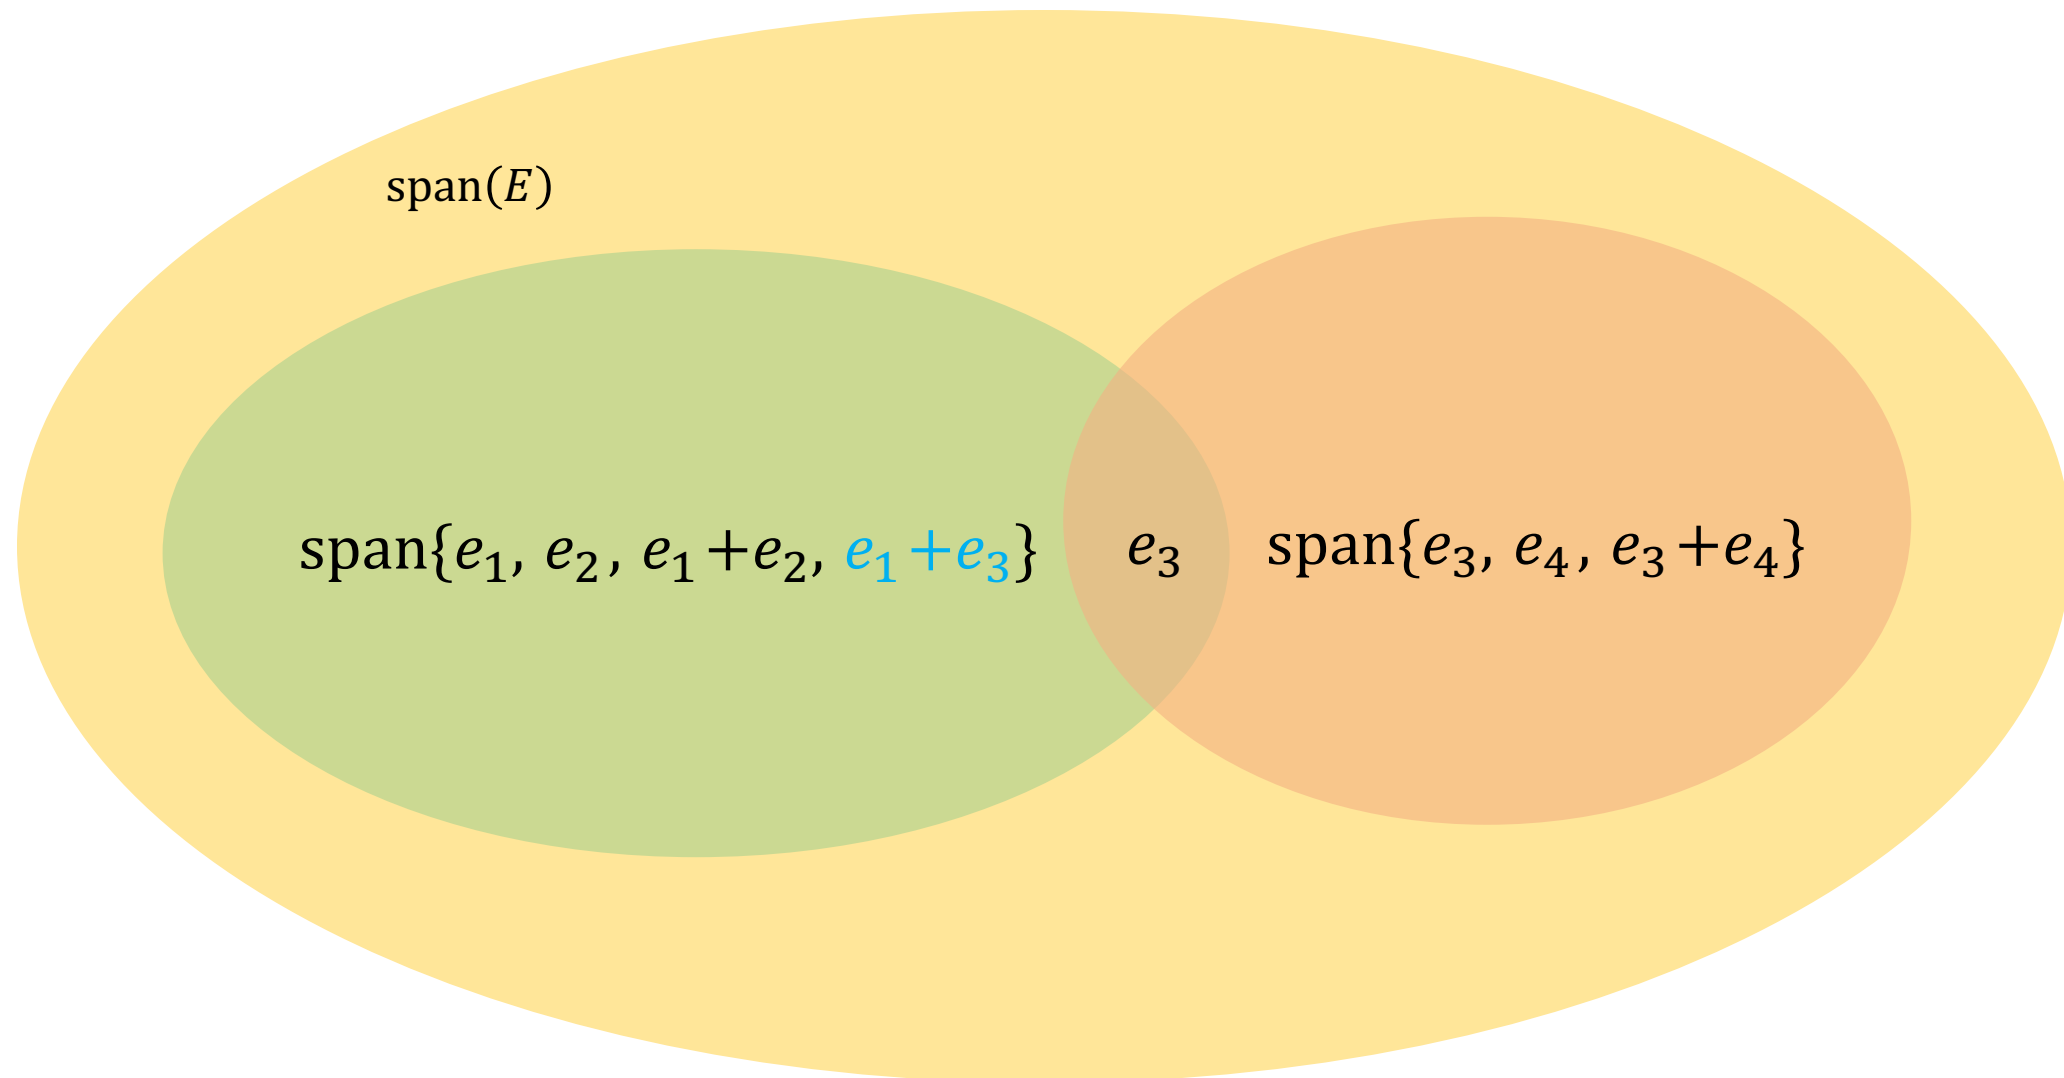 span(E)
span{e₁, e₂, e₁+e₂, e₁+e₃} e₃ span{e₃, e₄, e₃+e₄}